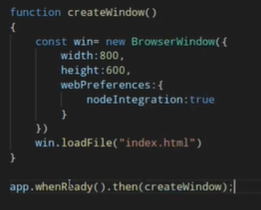 function createWindow()
{
    const win= new BrowserWindow({
        width:800,
        height:600,
        webPreferences:{
            nodeIntegration:true
        }
    })
    win.loadFile("index.html")
}

app.whenReady().then(createWindow);